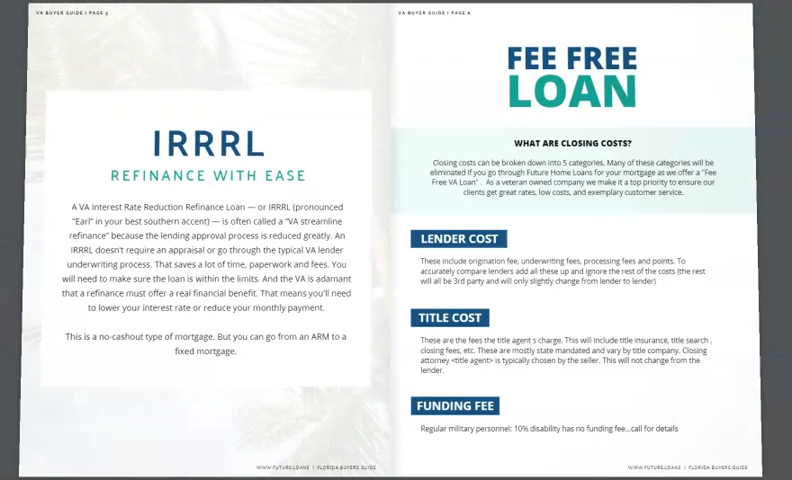 VA BUYER GUIDE I PAGE 5
IRRRL
REFINANCE WITH EASE
A VA Interest Rate Reduction Refinance Loan — or IRRRL (pronounced
"Earl" in your best southern accent) — is often called a "VA streamline
refinance" because the lending approval process is reduced greatly. An
IRRRL doesn't require an appraisal or go through the typical VA lender
underwriting process. That saves a lot of time, paperwork and fees. You
will need to make sure the loan is within the limits. And the VA is adamant
that a refinance must offer a real financial benefit. That means you'll need
to lower your interest rate or reduce your monthly payment.
This is a no-cashout type of mortgage. But you can go from an ARM to a
fixed mortgage.
WWW.FUTURE.LOANS / FLORIDA BUYERS GUIDE
VA BUYER GUIDE I PAGE 6
FEE FREE
LOAN
WHAT ARE CLOSING COSTS?
Closing costs can be broken down into 5 categories. Many of these categories will be
eliminated if you go through Future Home Loans for your mortgage as we offer a "Fee
Free VA Loan" . As a veteran owned company we make it a top priority to ensure our
clients get great rates, low costs, and exemplary customer service.
LENDER COST
These include origination fee, underwriting fees, processing fees and points. To
accurately compare lenders add all these up and ignore the rest of the costs (the rest
will be 3rd party and will only slightly change from lender to lender)
TITLE COST
These are the fees the title agent s charge. This will include title insurance, title search ,
closing fees, etc. These are mostly state mandated and vary by title company. Closing
attorney <title agent> is typically chosen by the seller. This will not change from the
lender.
FUNDING FEE
Regular military personnel: 10% disability has no funding fee...call for details
WWW.FUTURE.LOANS / FLORIDA BUYERS GUIDE